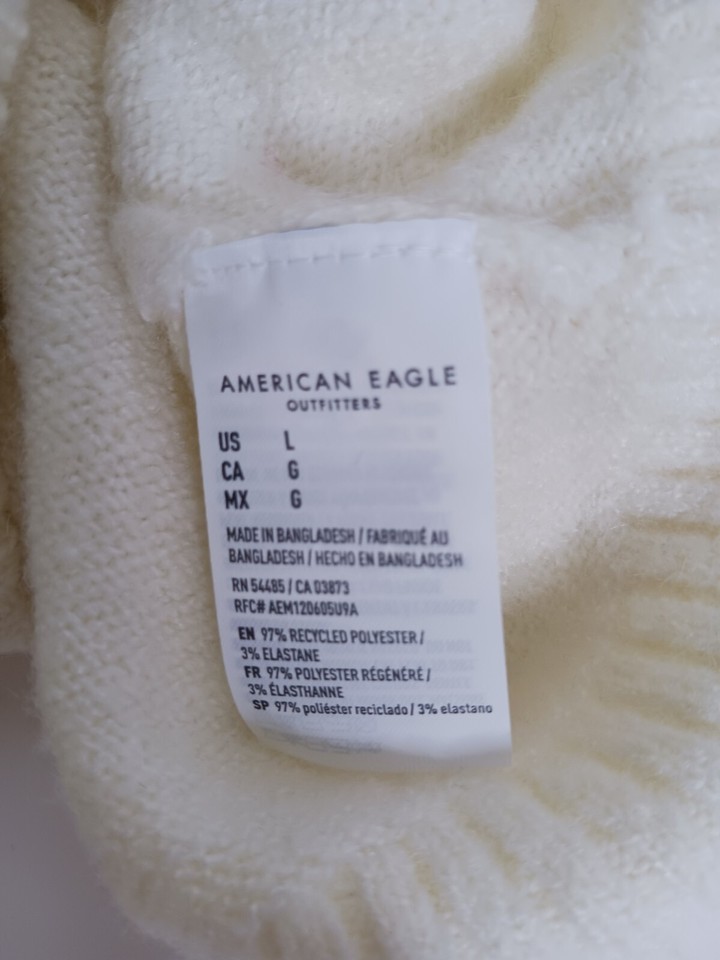 AMERICAN EAGLE
OUTFITTERS
US L
CA G
MX G
MADE IN BANGLADESH / FABRIQUÉ AU
BANGLADESH / HECHO EN BANGLADESH
RN 54485 / CA 03873
RFC# AEM120605U9A
EN 97% RECYCLED POLYESTER /
3% ELASTANE
FR 97% POLYESTER RÉGÉNÉRÉ /
3% ÉLASTHANNE
SP 97% poliéster reciclado / 3% elastano